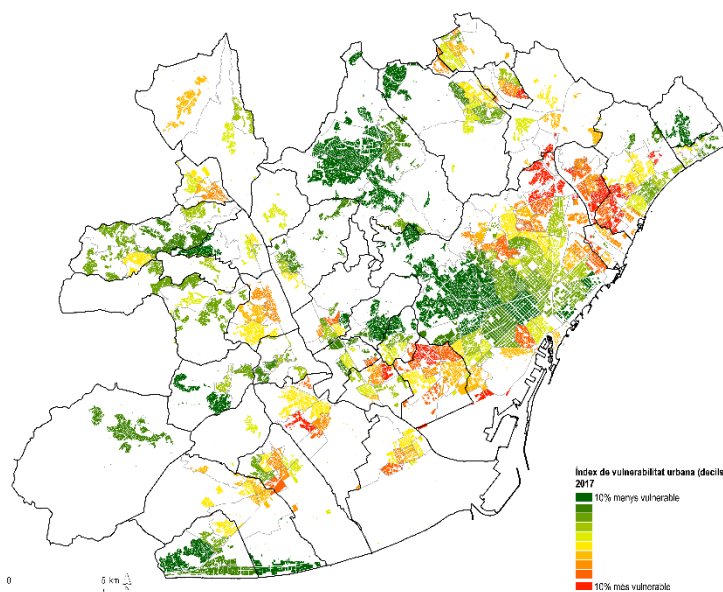 Índex de vulnerabilitat urbana (decils
2017
10% menys vulnerable
10% més vulnerable
0 5 km